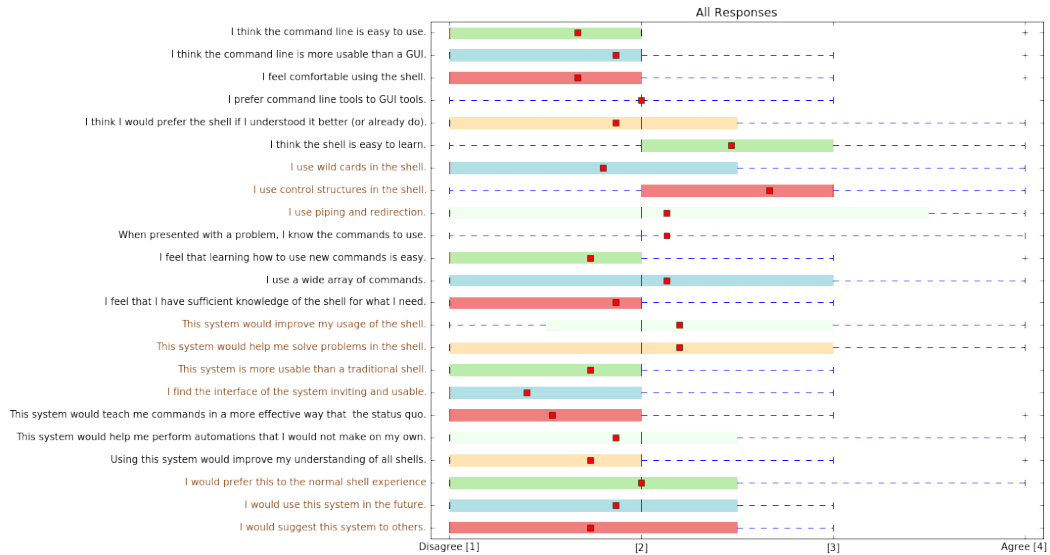 All Responses
I think the command line is easy to use.
I think the command line is more usable than a GUI.
I feel comfortable using the shell.
I prefer command line tools to GUI tools.
I think I would prefer the shell if I understood it better (or already do).
I think the shell is easy to learn.
I use wild cards in the shell.
I use control structures in the shell.
I use piping and redirection.
When presented with a problem, I know the commands to use.
I feel that learning how to use new commands is easy.
I use a wide array of commands.
I feel that I have sufficient knowledge of the shell for what I need.
This system would improve my usage of the shell.
This system would help me solve problems in the shell.
This system is more usable than a traditional shell.
I find the interface of the system inviting and usable.
This system would teach me commands in a more effective way that the status quo.
This system would help me perform automations that I would not make on my own.
Using this system would improve my understanding of all shells.
I would prefer this to the normal shell experience
I would use this system in the future.
I would suggest this system to others.
Disagree [1] [2] [3] Agree [4]